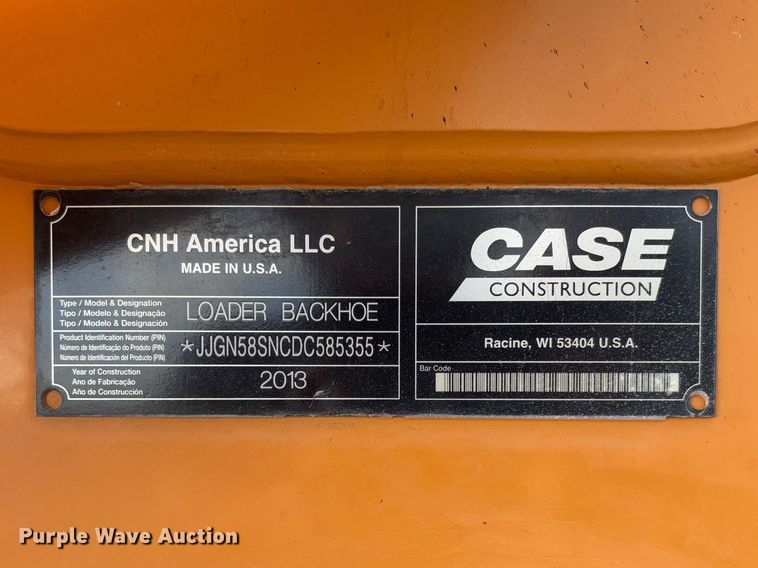 CNH America LLC
MADE IN U.S.A.
Type / Model & Designation
Tipo / Modelo & Designação
Tipo / Modelo & Designación
LOADER BACKHOE
Product Identification Number (PIN)
Número de Identificação do Produto (PIN)
Número de Identificación del Producto (PIN)
*JJGN58SNCDC585355*
Year of Construction
Ano de Fabricação
Año de Construcción
2013
CASE
CONSTRUCTION
Racine, WI 53404 U.S.A.
Bar Code
Purple Wave Auction